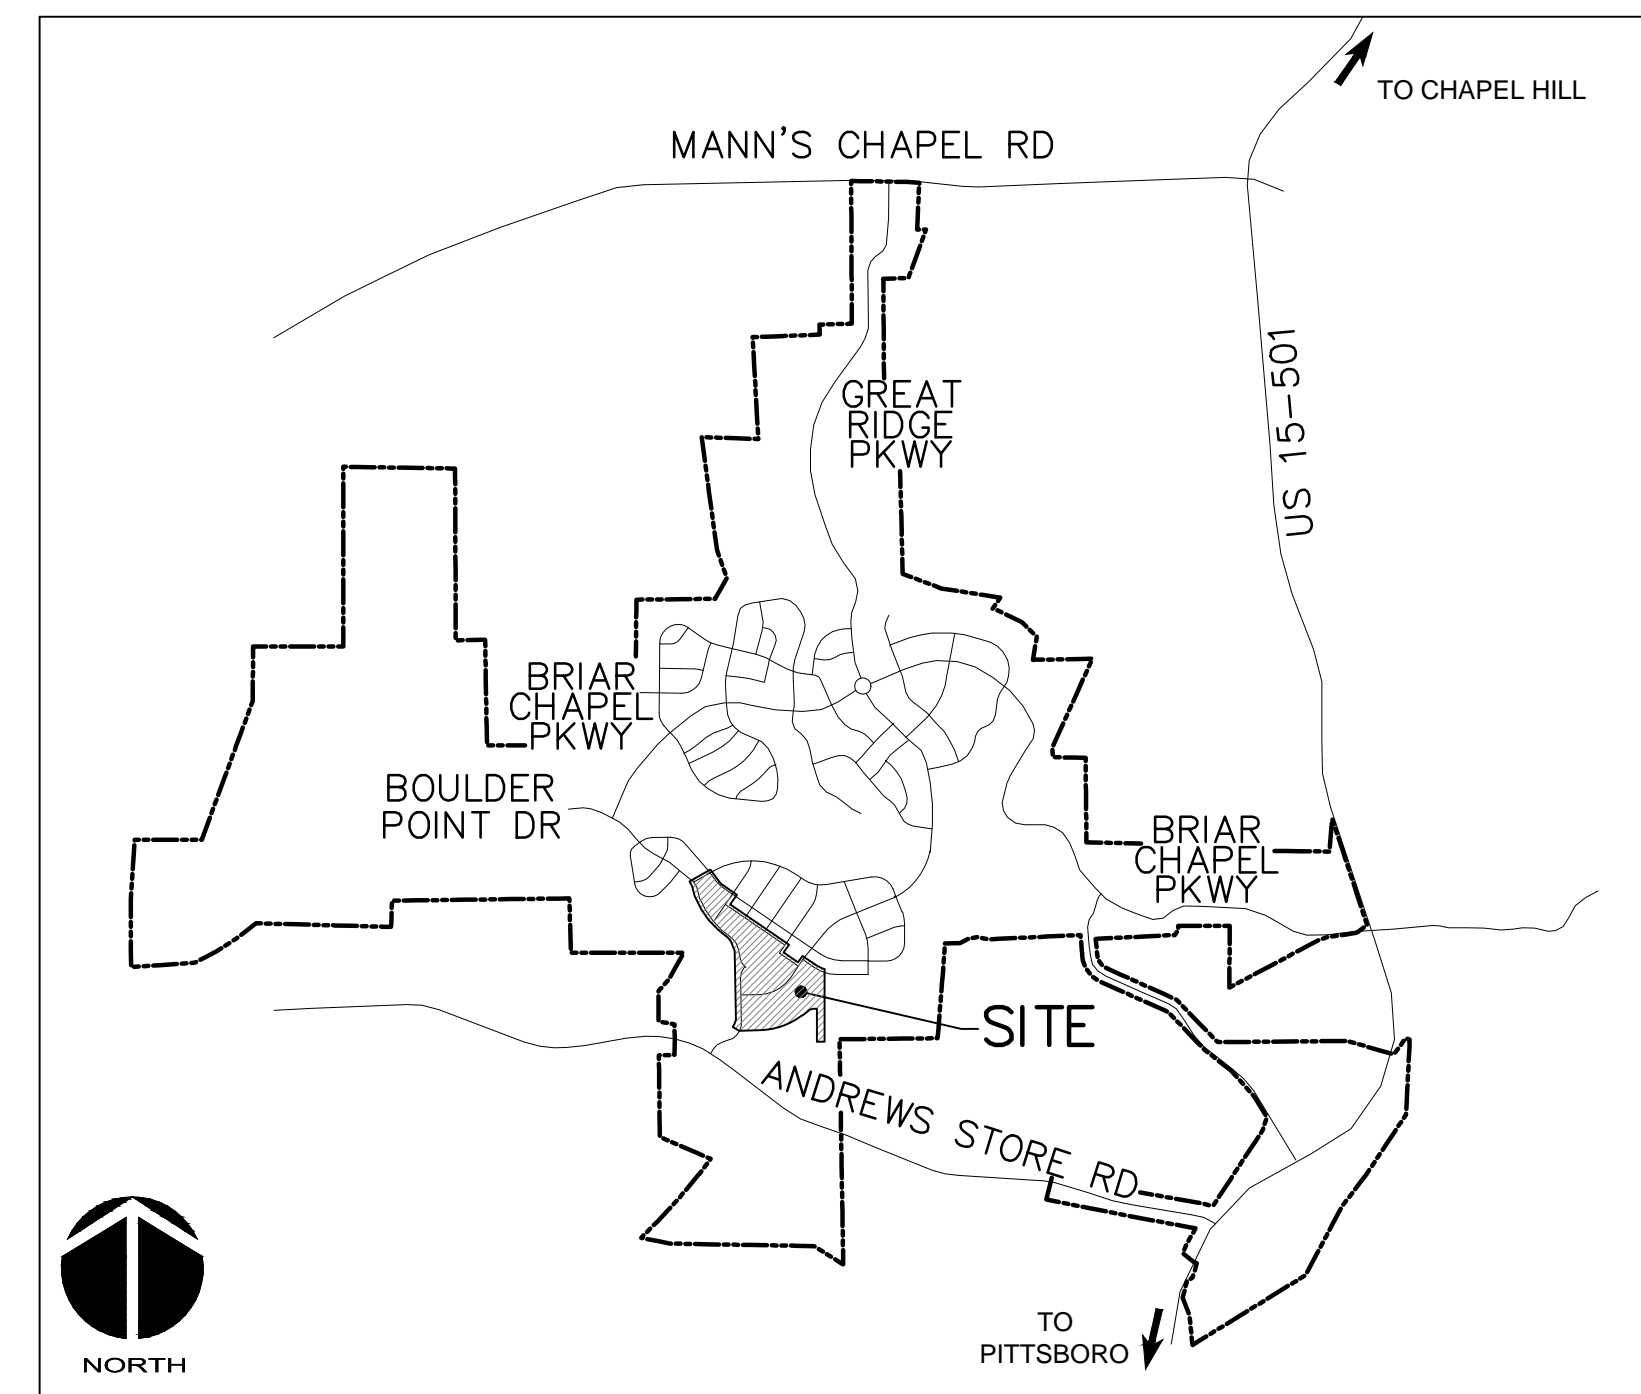 TO CHAPEL HILL
MANN'S CHAPEL RD
US 15-501
GREAT
RIDGE
PKWY
BRIAR
CHAPEL
PKWY
BOULDER
POINT DR
BRIAR
CHAPEL
PKWY
SITE
ANDREWS STORE RD
TO
PITTSBORO
NORTH